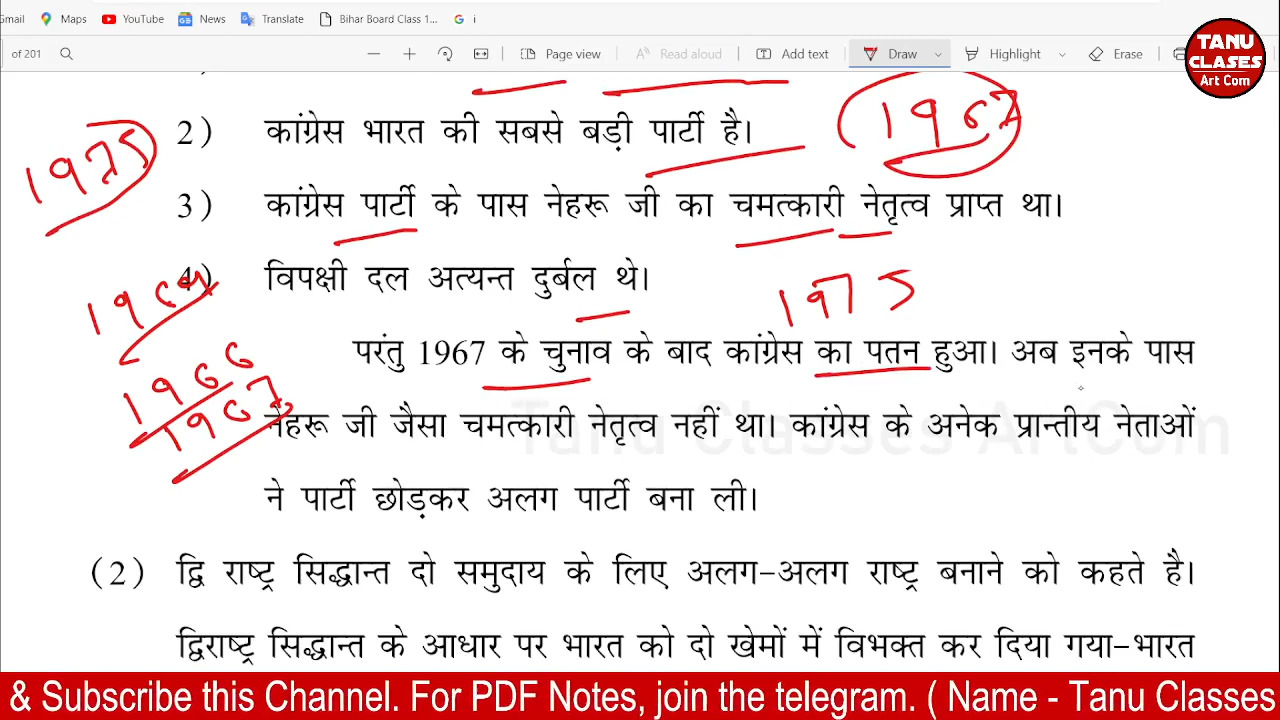 Gmail Maps YouTube News Translate Bihar Board Class 1... i
of 201 Page view Read aloud Add text Draw Highlight Erase
TANU
CLASES
Art Com
2) कांग्रेस भारत की सबसे बड़ी पार्टी है। 1967
1975
3) कांग्रेस पार्टी के पास नेहरू जी का चमत्कारी नेतृत्व प्राप्त था।
4) विपक्षी दल अत्यन्त दुर्बल थे।
1975
परंतु 1967 के चुनाव के बाद कांग्रेस का पतन हुआ। अब इनके पास
1966
1967
नेहरू जी जैसा चमत्कारी नेतृत्व नहीं था। कांग्रेस के अनेक प्रान्तीय नेताओं
Tanu Classes ArtCom
ने पार्टी छोड़कर अलग पार्टी बना ली।
(2) द्वि राष्ट्र सिद्धान्त दो समुदाय के लिए अलग-अलग राष्ट्र बनाने को कहते है।
द्विराष्ट्र सिद्धान्त के आधार पर भारत को दो खेमों में विभक्त कर दिया गया-भारत
& Subscribe this Channel. For PDF Notes, join the telegram. ( Name - Tanu Classes